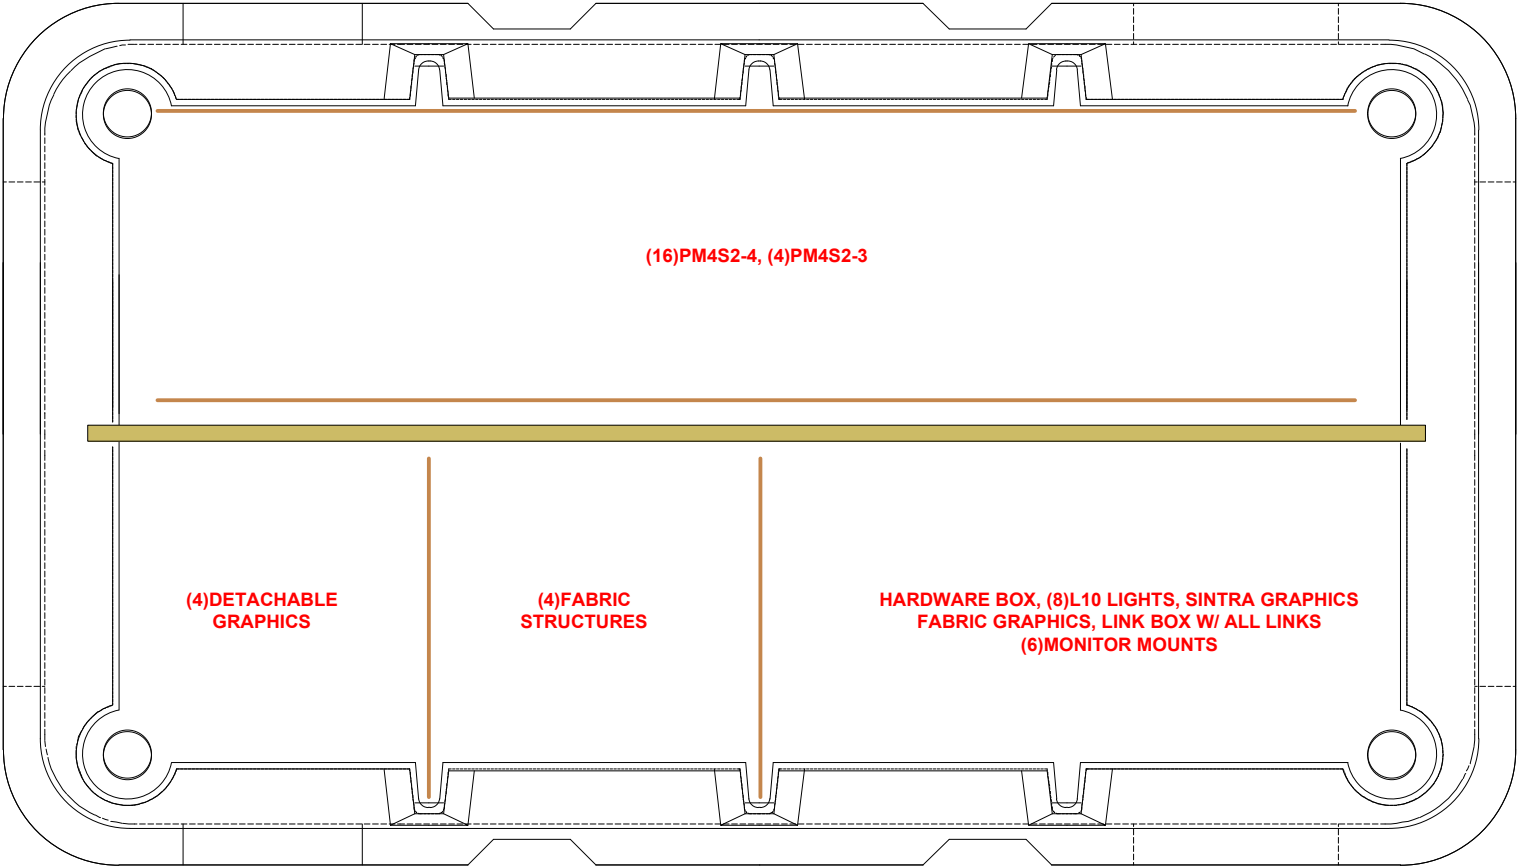 (16)PM4S2-4, (4)PM4S2-3
(4)DETACHABLE
GRAPHICS
(4)FABRIC
STRUCTURES
HARDWARE BOX, (8)L10 LIGHTS, SINTRA GRAPHICS
FABRIC GRAPHICS, LINK BOX W/ ALL LINKS
(6)MONITOR MOUNTS